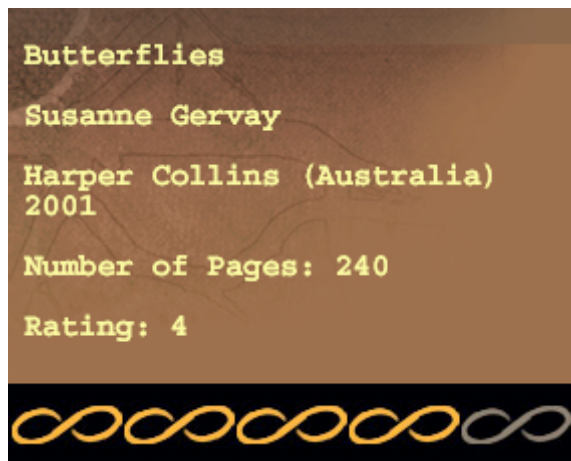 Butterflies
Susanne Gervay
Harper Collins (Australia)
2001
Number of Pages: 240
Rating: 4